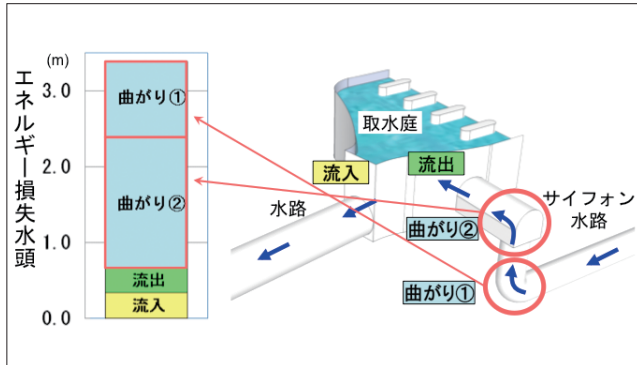 (m)
エネルギー損失水頭
3.0
2.0
1.0
0.0
曲がり①
曲がり②
流出
流入
取水庭
流入
流出
水路
サイフォン
水路
曲がり②
曲がり①